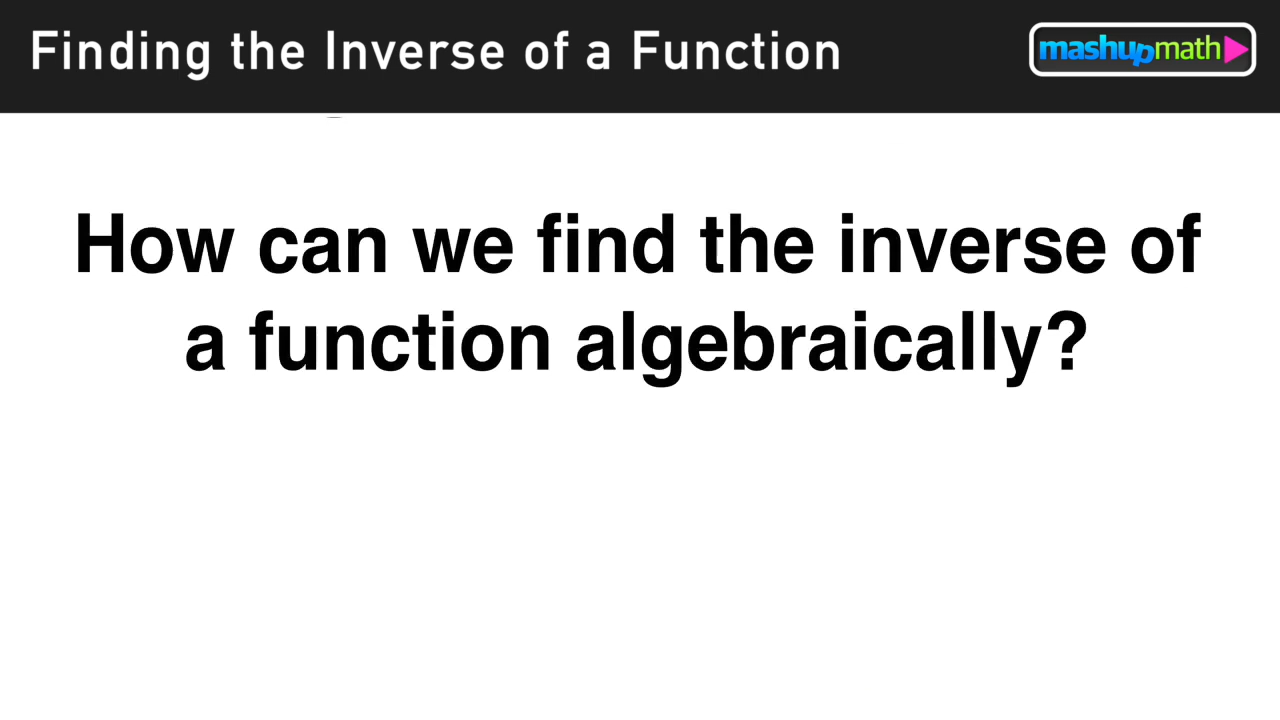 Finding the Inverse of a Function
mashupmath
How can we find the inverse of
a function algebraically?